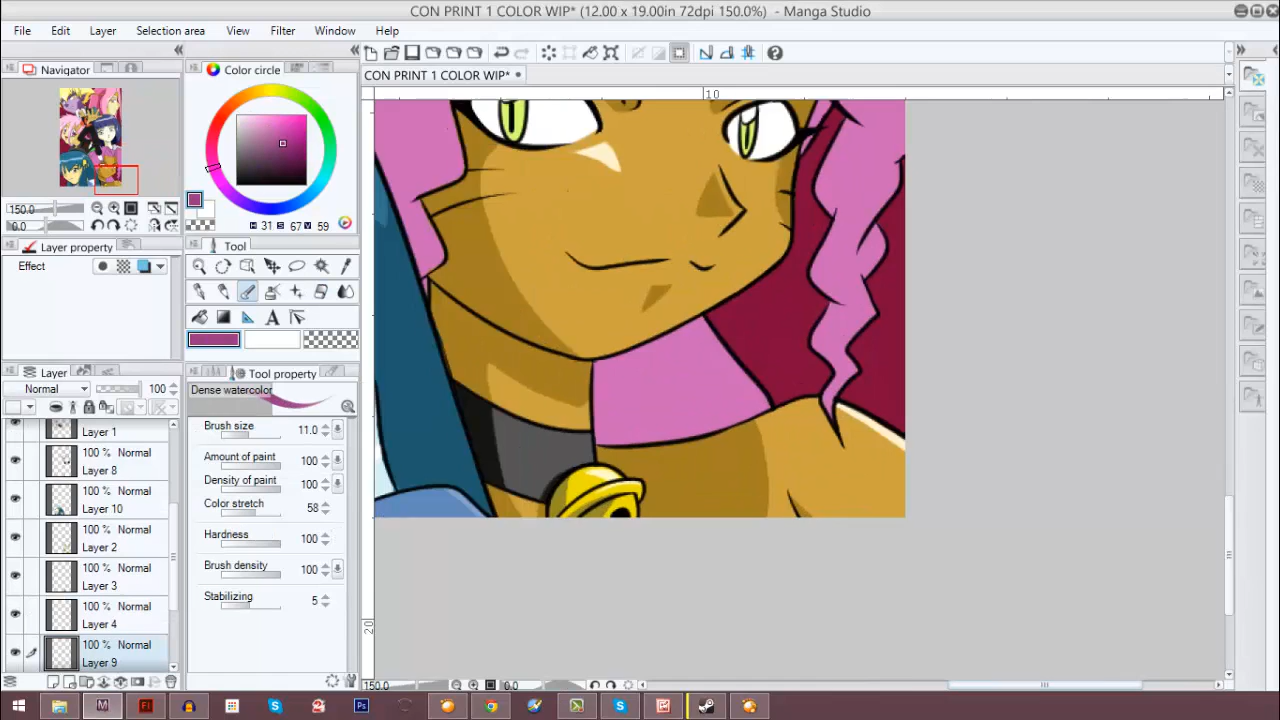 CON PRINT 1 COLOR WIP* (12.00 x 19.00in 72dpi 150.0%) - Manga Studio
File Edit Layer Selection area View Filter Window Help
Navigator
Color circle
CON PRINT 1 COLOR WIP*
10
150.0
0.0
H 31 S 67 V 59
Layer property
Tool
Effect
Layer
Tool property
Normal 100
Dense watercolor
Layer 1
Brush size 11.0
100 % Normal
Layer 8
Amount of paint 100
Density of paint 100
100 % Normal
Layer 10
Color stretch 58
100 % Normal
Layer 2
Hardness 100
100 % Normal
Layer 3
Brush density 100
100 % Normal
Layer 4
Stabilizing 5
20
100 % Normal
Layer 9
150.0 0.0
M Fl Ps